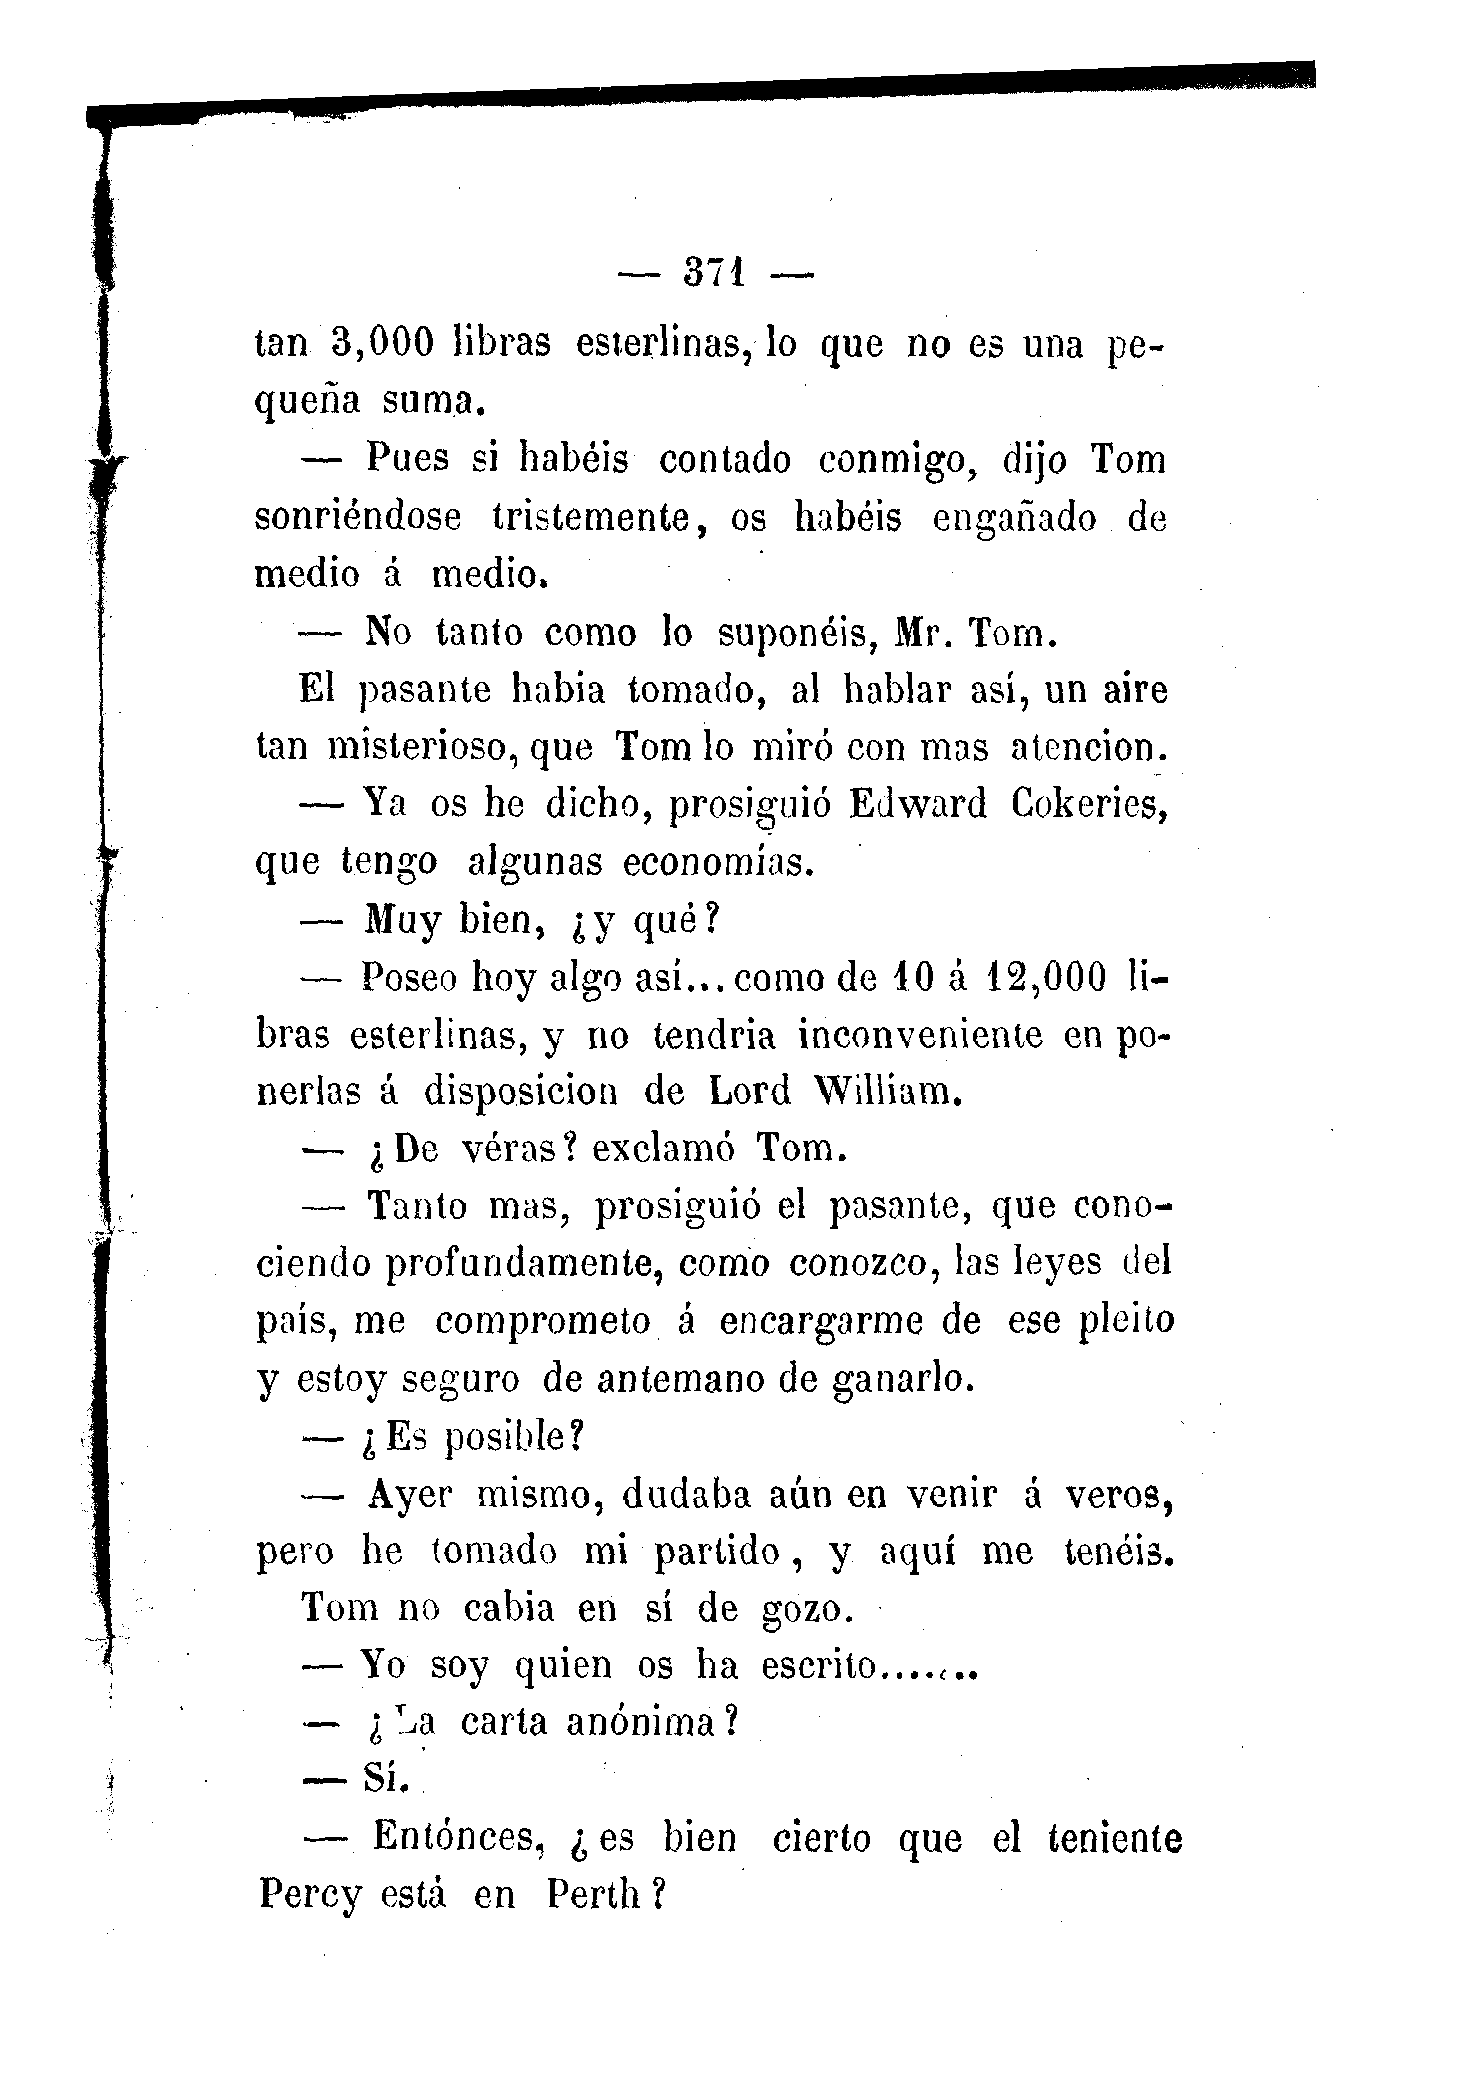 — 371 —
tan 3,000 libras esterlinas, lo que no es una pe-
queña suma.
— Pues si habéis contado conmigo, dijo Tom
sonriéndose tristemente, os habéis engañado de
medio á medio.
— No tanto como lo suponéis, Mr. Tom.
El pasante habia tomado, al hablar así, un aire
tan misterioso, que Tom lo miró con mas atencion.
— Ya os he dicho, prosiguió Edward Cokeries,
que tengo algunas economías.
— Muy bien, ¿y qué?
— Poseo hoy algo así... como de 10 á 12,000 li-
bras esterlinas, y no tendria inconveniente en po-
nerlas á disposicion de Lord William.
— ¿De véras? exclamó Tom.
— Tanto mas, prosiguió el pasante, que cono-
ciendo profundamente, como conozco, las leyes del
país, me comprometo á encargarme de ese pleito
y estoy seguro de antemano de ganarlo.
— ¿Es posible?
— Ayer mismo, dudaba aún en venir á veros,
pero he tomado mi partido, y aquí me tenéis.
Tom no cabia en sí de gozo.
— Yo soy quien os ha escrito.......
— ¿La carta anónima?
— Sí.
— Entónces, ¿es bien cierto que el teniente
Percy está en Perth?